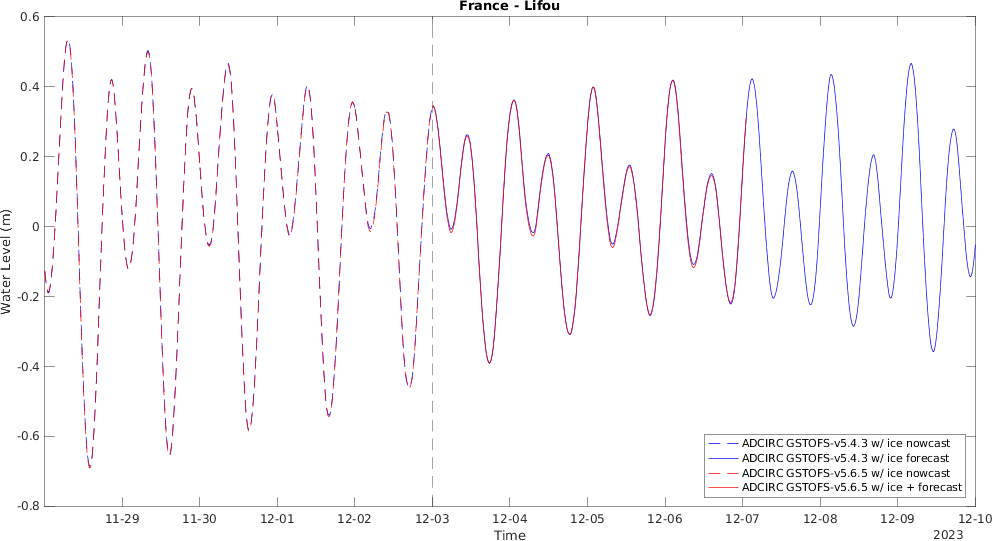 France - Lifou
Water Level (m)
0.6
0.4
0.2
0
-0.2
-0.4
-0.6
-0.8
11-29 11-30 12-01 12-02 12-03 12-04 12-05 12-06 12-07 12-08 12-09 12-10
Time
2023
ADCIRC GSTOFS-v5.4.3 w/ ice nowcast
ADCIRC GSTOFS-v5.4.3 w/ ice forecast
ADCIRC GSTOFS-v5.6.5 w/ ice nowcast
ADCIRC GSTOFS-v5.6.5 w/ ice + forecast